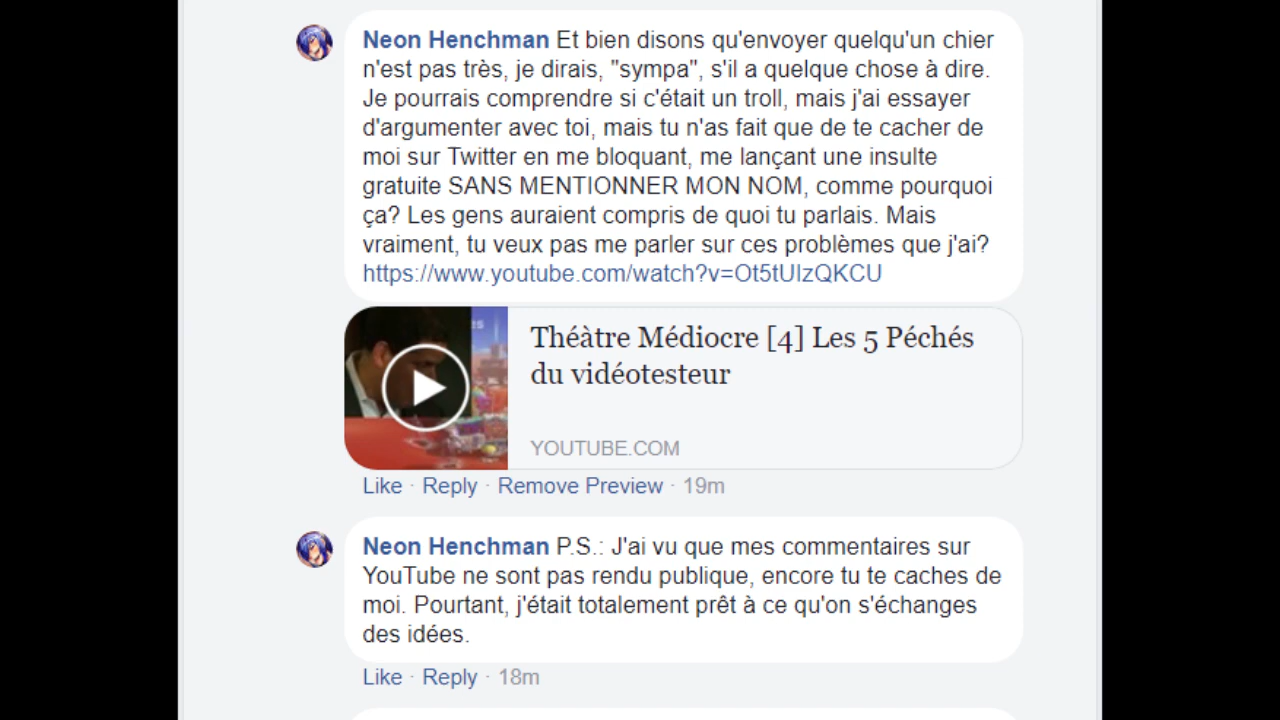 Neon Henchman Et bien disons qu'envoyer quelqu'un chier
n'est pas très, je dirais, "sympa", s'il a quelque chose à dire.
Je pourrais comprendre si c'était un troll, mais j'ai essayer
d'argumenter avec toi, mais tu n'as fait que de te cacher de
moi sur Twitter en me bloquant, me lançant une insulte
gratuite SANS MENTIONNER MON NOM, comme pourquoi
ça? Les gens auraient compris de quoi tu parlais. Mais
vraiment, tu veux pas me parler sur ces problèmes que j'ai?
https://www.youtube.com/watch?v=Ot5tUIzQKCU
Théàtre Médiocre [4] Les 5 Péchés
du vidéotesteur
YOUTUBE.COM
Like · Reply · Remove Preview · 19m
Neon Henchman P.S.: J'ai vu que mes commentaires sur
YouTube ne sont pas rendu publique, encore tu te caches de
moi. Pourtant, j'était totalement prêt à ce qu'on s'échanges
des idées.
Like · Reply · 18m